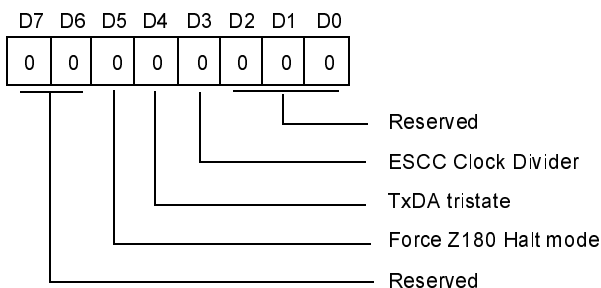 D7 D6 D5 D4 D3 D2 D1 D0
0 0 0 0 0 0 0 0
Reserved
ESCC Clock Divider
TxDA tristate
Force Z180 Halt mode
Reserved